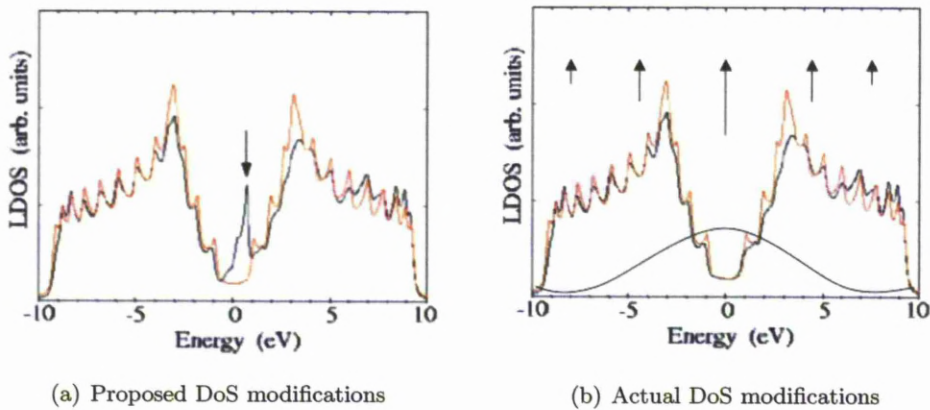 LDOS (arb. units)
-10 -5 0 5 10
Energy (eV)
(a) Proposed DoS modifications
LDOS (arb. units)
-10 -5 0 5 10
Energy (eV)
(b) Actual DoS modifications